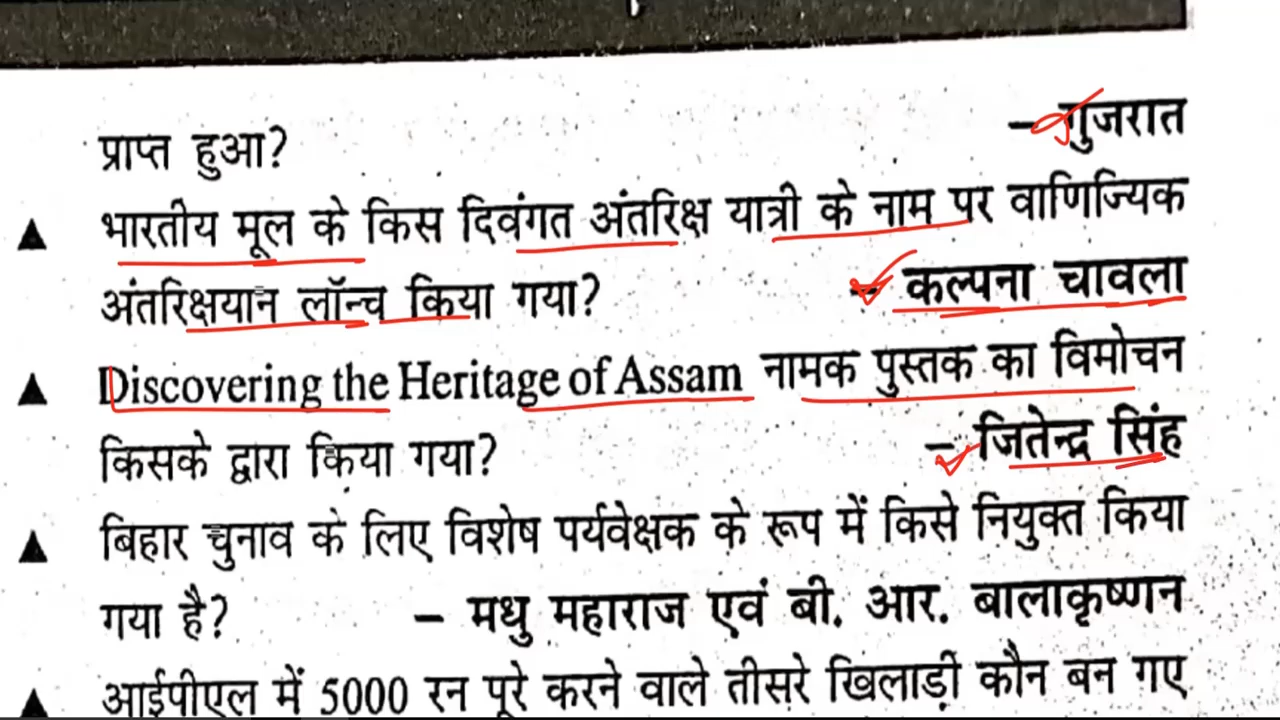 प्राप्त हुआ? – गुजरात
▲ भारतीय मूल के किस दिवंगत अंतरिक्ष यात्री के नाम पर वाणिज्यिक
अंतरिक्षयान लॉन्च किया गया? – कल्पना चावला
▲ Discovering the Heritage of Assam नामक पुस्तक का विमोचन
किसके द्वारा किया गया? – जितेन्द्र सिंह
▲ बिहार चुनाव के लिए विशेष पर्यवेक्षक के रूप में किसे नियुक्त किया
गया है? – मधु महाराज एवं बी. आर. बालाकृष्णन
▲ आईपीएल में 5000 रन पूरे करने वाले तीसरे खिलाड़ी कौन बन गए